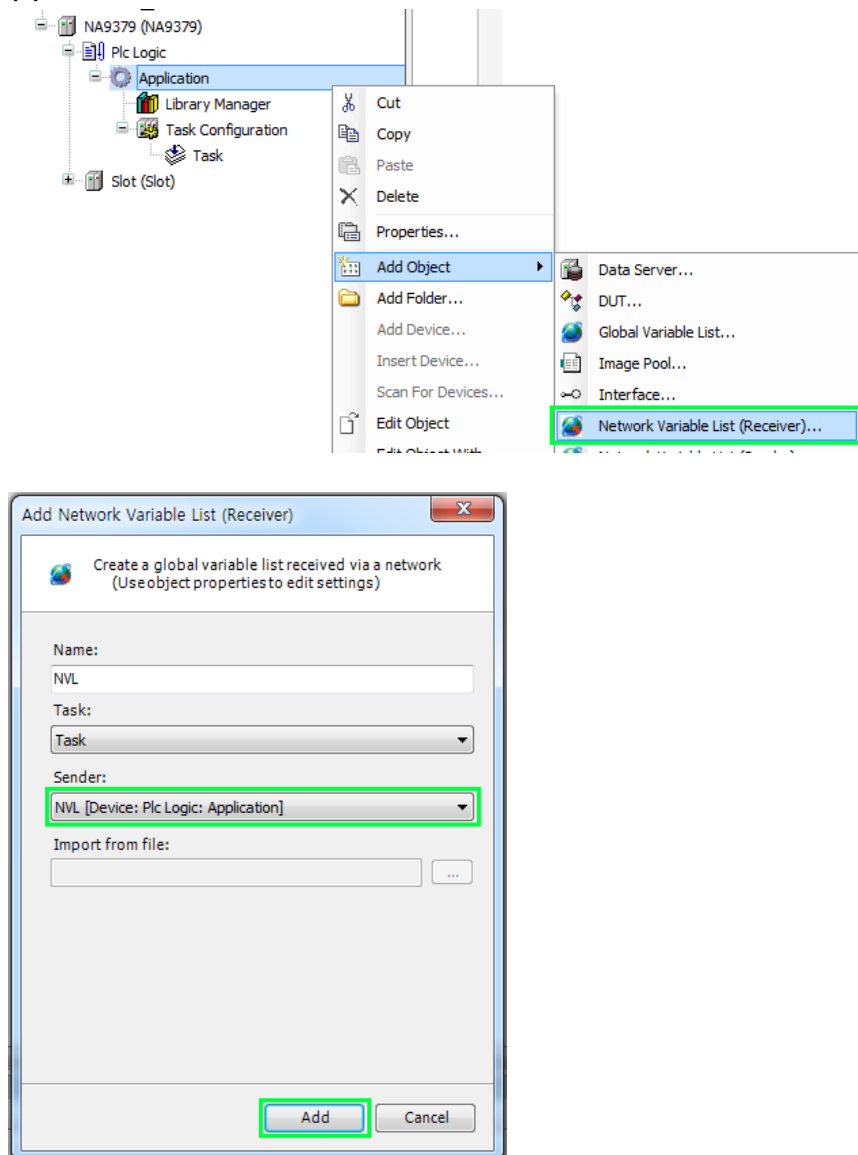 NA9379 (NA9379)
Plc Logic
Application
Library Manager
Task Configuration
Task
Slot (Slot)
Cut
Copy
Paste
Delete
Properties...
Add Object
Add Folder...
Add Device...
Insert Device...
Scan For Devices...
Edit Object
Edit Object With
Data Server...
DUT...
Global Variable List...
Image Pool...
Interface...
Network Variable List (Receiver)...
Add Network Variable List (Receiver)
Create a global variable list received via a network
(Use object properties to edit settings)
Name:
NVL
Task:
Task
Sender:
NVL [Device: Plc Logic: Application]
Import from file:
...
Add
Cancel